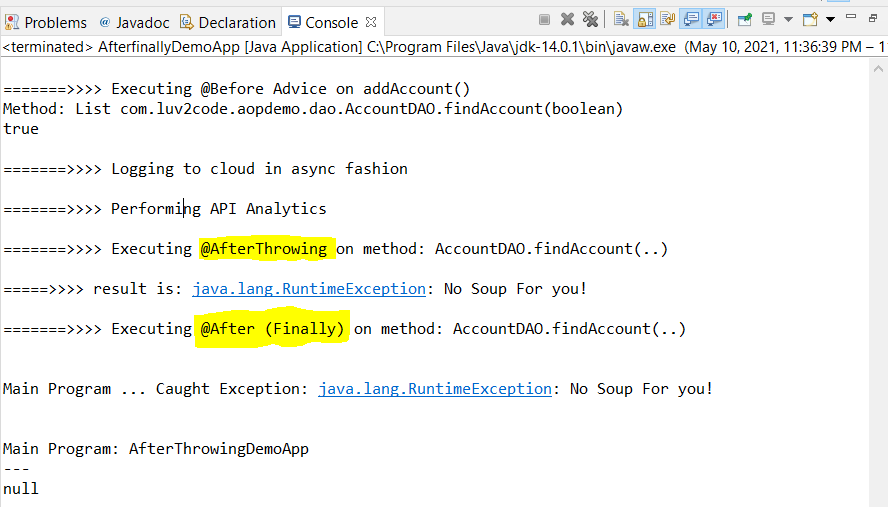 Problems @ Javadoc Declaration Console
<terminated> AfterfinallyDemoApp [Java Application] C:\Program Files\Java\jdk-14.0.1\bin\javaw.exe (May 10, 2021, 11:36:39 PM – 1
=======>>>> Executing @Before Advice on addAccount()
Method: List com.luv2code.aopdemo.dao.AccountDAO.findAccount(boolean)
true
=======>>>> Logging to cloud in async fashion
=======>>>> Performing API Analytics
=======>>>> Executing @AfterThrowing on method: AccountDAO.findAccount(..)
=====>>>> result is: java.lang.RuntimeException: No Soup For you!
=======>>>> Executing @After (Finally) on method: AccountDAO.findAccount(..)
Main Program ... Caught Exception: java.lang.RuntimeException: No Soup For you!
Main Program: AfterThrowingDemoApp
---
null